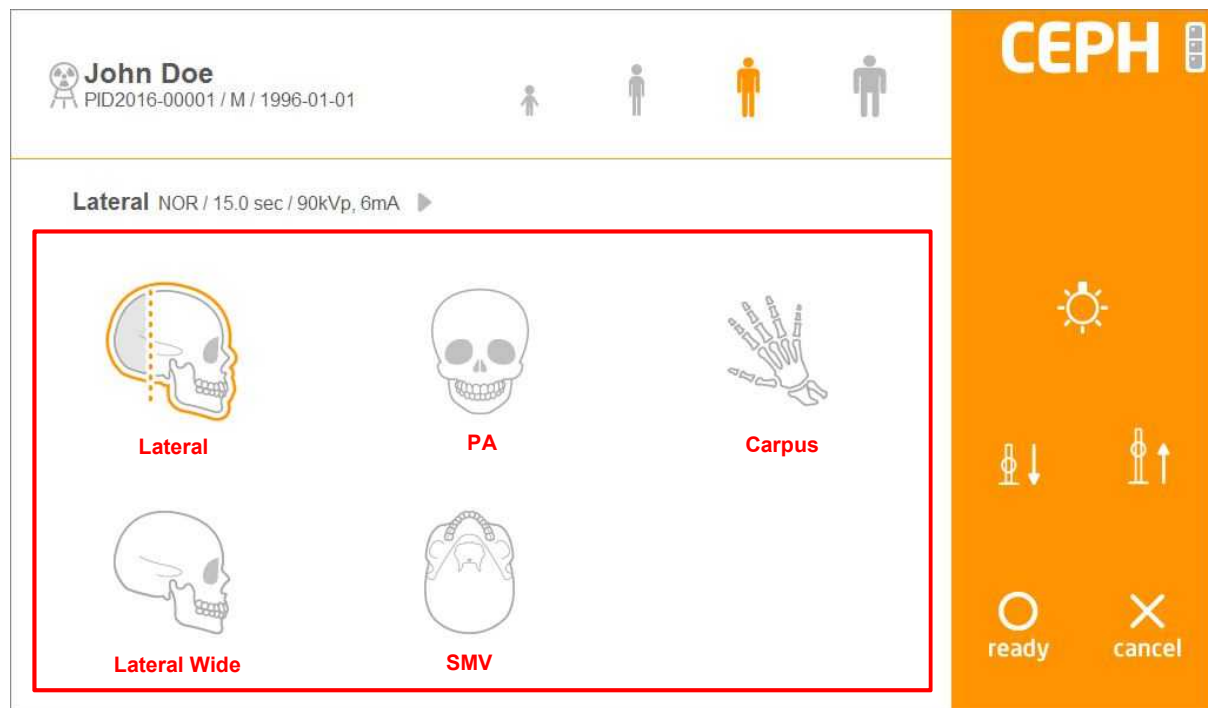 John Doe
PID2016-00001 / M / 1996-01-01
CEPH
Lateral NOR / 15.0 sec / 90kVp, 6mA
Lateral
PA
Carpus
Lateral Wide
SMV
ready
cancel